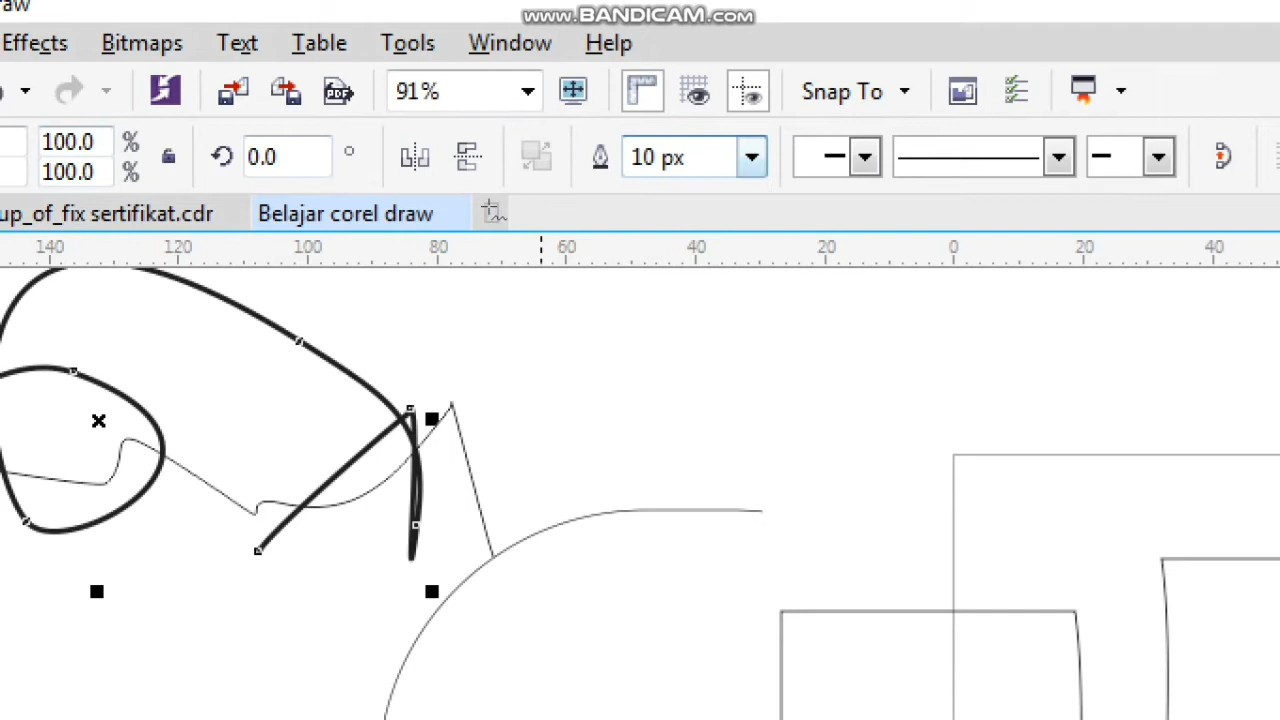 raw
www.BANDICAM.com
Effects Bitmaps Text Table Tools Window Help
91% Snap To
100.0 %
100.0 %
0.0 ° 10 px
up_of_fix sertifikat.cdr Belajar corel draw
140 120 100 80 60 40 20 0 20 40